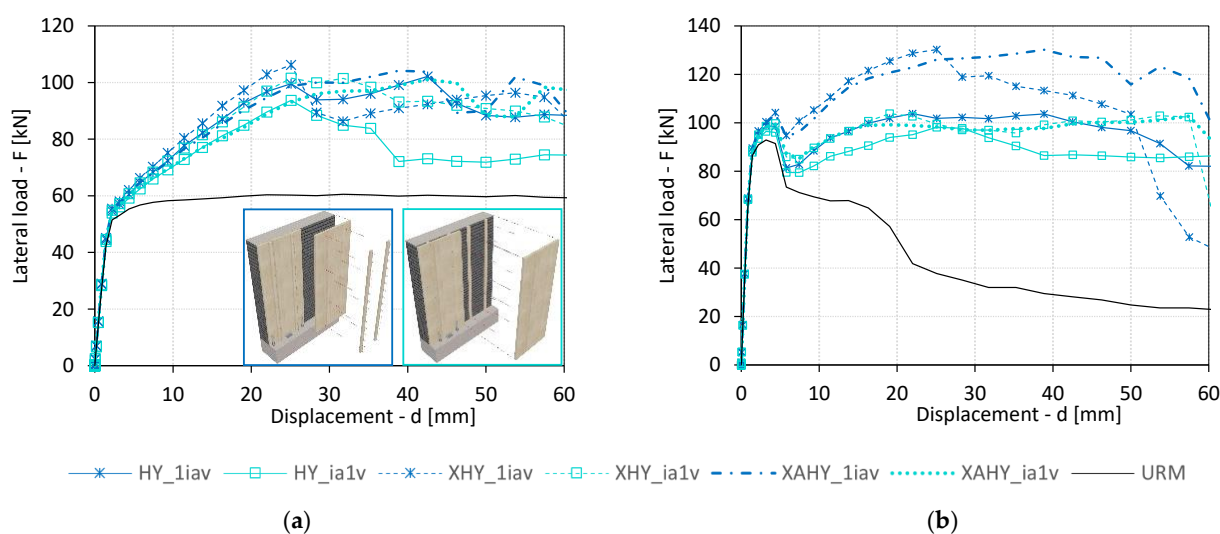 120
100
80
60
40
20
0
Lateral load - F [kN]
0 10 20 30 40 50 60
Displacement - d [mm]
140
120
100
80
60
40
20
0
Lateral load - F [kN]
0 10 20 30 40 50 60
Displacement - d [mm]
HY_1iav HY_ia1v XHY_1iav XHY_ia1v XAHY_1iav XAHY_ia1v URM
(a) (b)